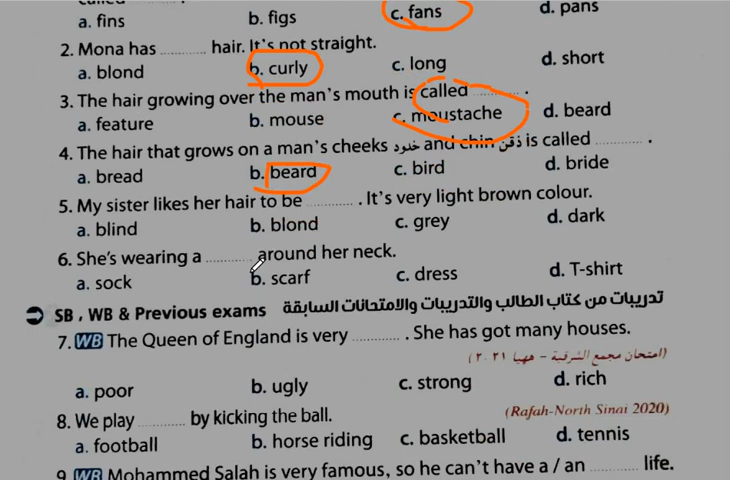 a. fins b. figs c. fans d. pans
2. Mona has .......... hair. It's not straight.
a. blond b. curly c. long d. short
3. The hair growing over the man's mouth is called .......... .
a. feature b. mouse c. moustache d. beard
4. The hair that grows on a man's cheeks خدود and chin ذقن is called .......... .
a. bread b. beard c. bird d. bride
5. My sister likes her hair to be .......... . It's very light brown colour.
a. blind b. blond c. grey d. dark
6. She's wearing a .......... around her neck.
a. sock b. scarf c. dress d. T-shirt
SB , WB & Previous exams تدريبات من كتاب الطالب والتدريبات والامتحانات السابقة
7. WB The Queen of England is very .......... . She has got many houses.
(امتحان مجمع الشرقية - ههيا ٢٠٢١)
a. poor b. ugly c. strong d. rich
8. We play .......... by kicking the ball. (Rafah-North Sinai 2020)
a. football b. horse riding c. basketball d. tennis
9. WB Mohammed Salah is very famous, so he can't have a / an .......... life.